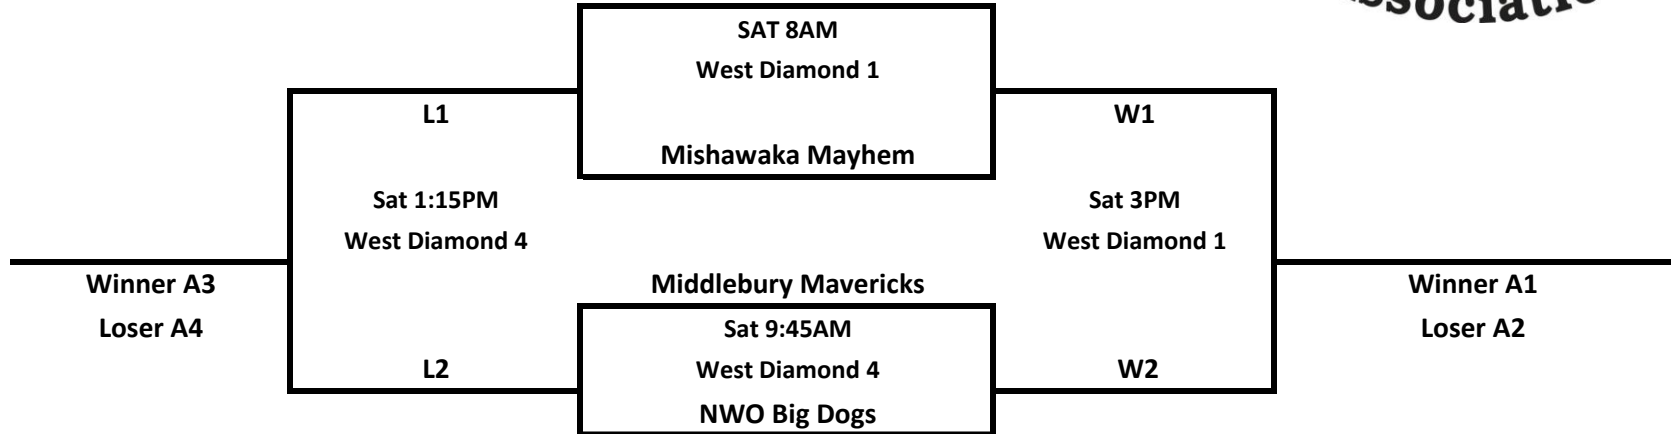 SAT 8AM
West Diamond 1
L1
W1
Mishawaka Mayhem
Sat 1:15PM
Sat 3PM
West Diamond 4
West Diamond 1
Winner A3
Middlebury Mavericks
Winner A1
Loser A4
Sat 9:45AM
Loser A2
L2
West Diamond 4
W2
NWO Big Dogs